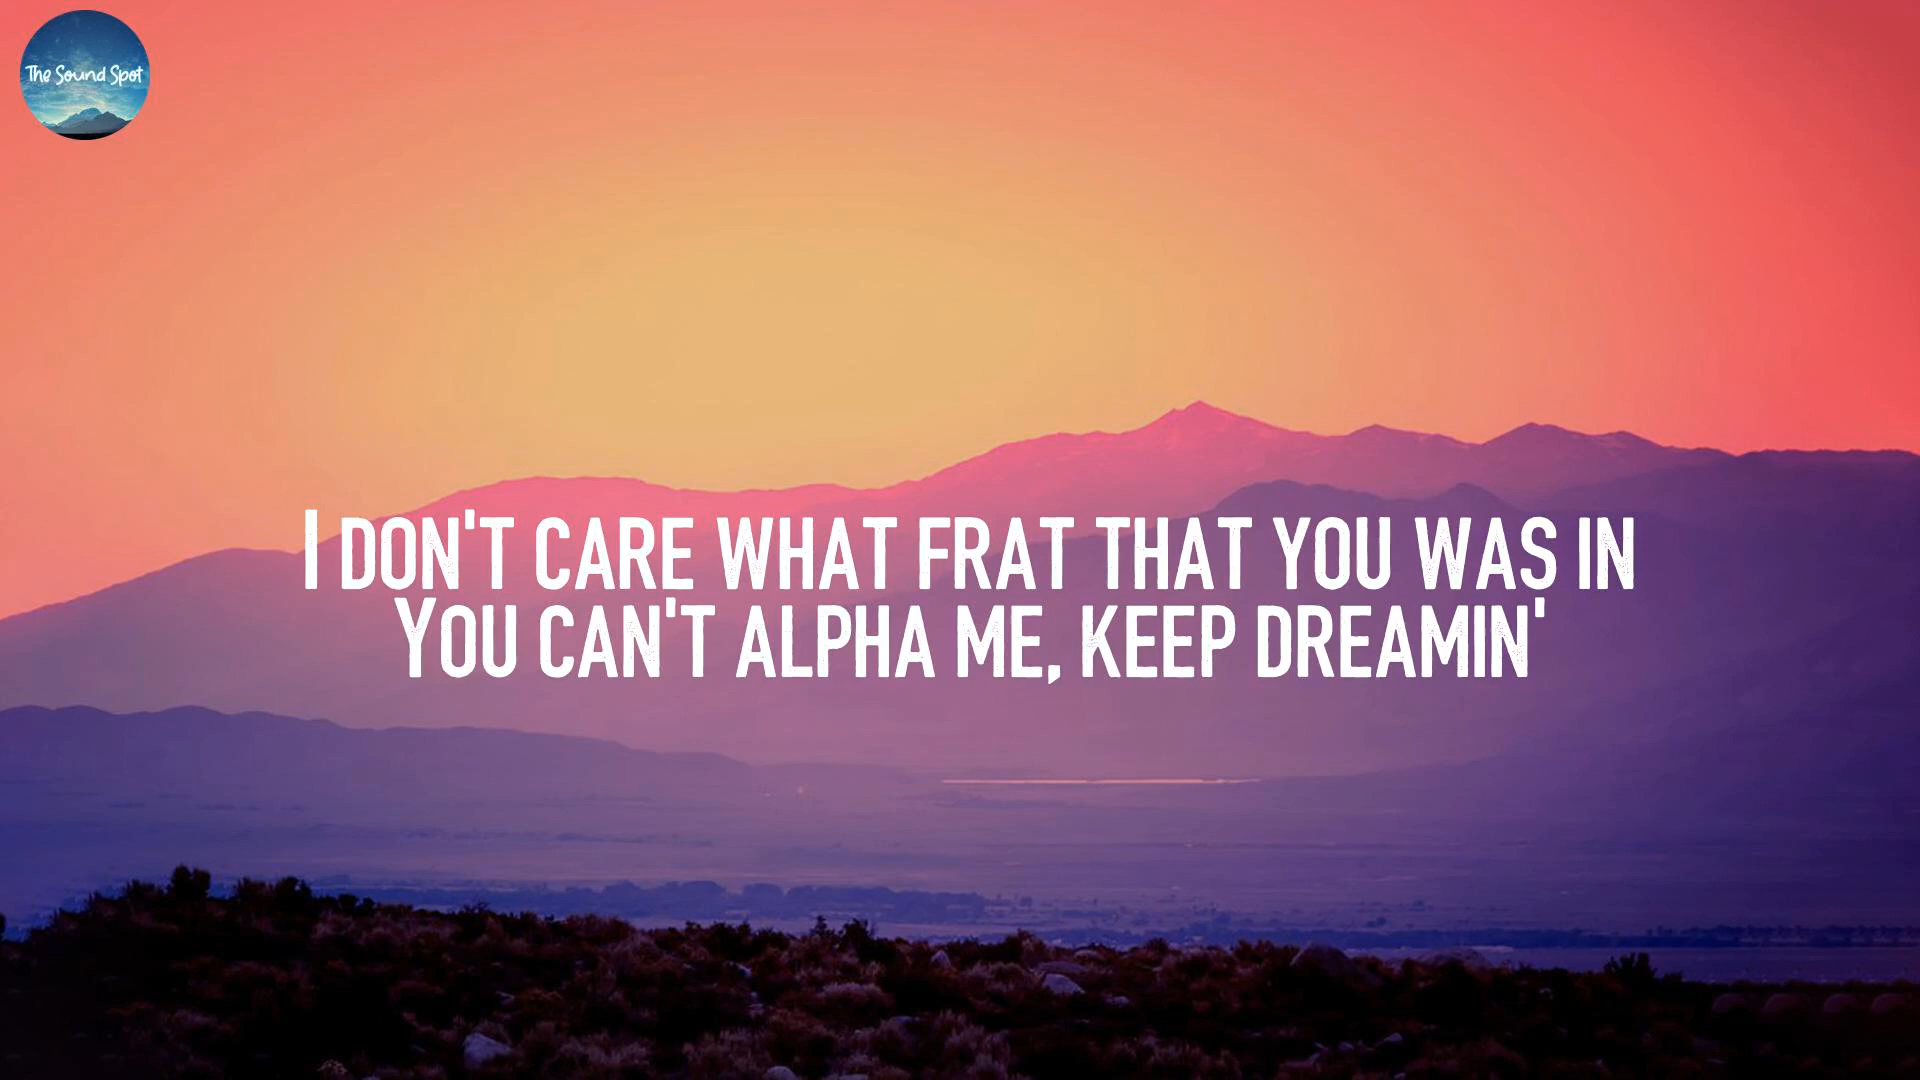 The Sound Spot
I DON'T CARE WHAT FRAT THAT YOU WAS IN
YOU CAN'T ALPHA ME, KEEP DREAMIN'